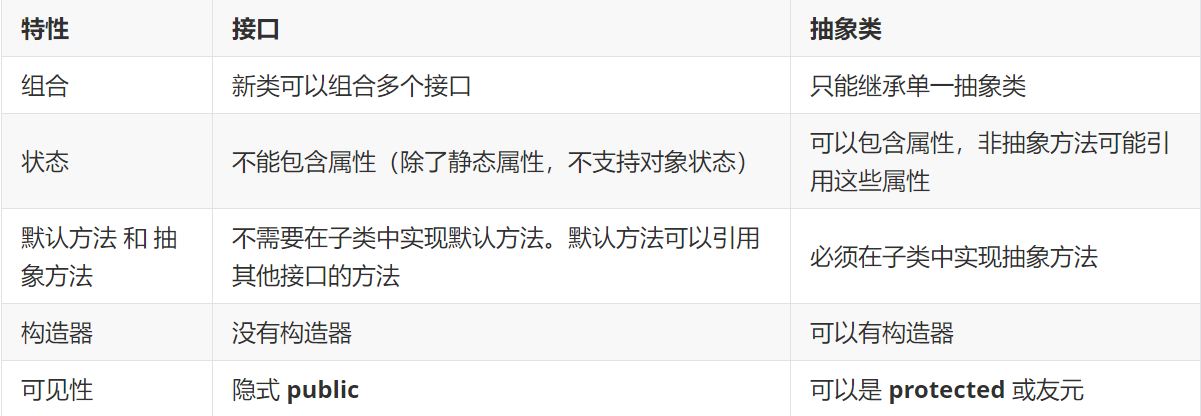 特性 接口 抽象类
组合 新类可以组合多个接口 只能继承单一抽象类
状态 不能包含属性（除了静态属性，不支持对象状态） 可以包含属性，非抽象方法可能引
用这些属性
默认方法 和 抽
象方法
不需要在子类中实现默认方法。默认方法可以引用
其他接口的方法
必须在子类中实现抽象方法
构造器 没有构造器 可以有构造器
可见性 隐式 public 可以是 protected 或友元